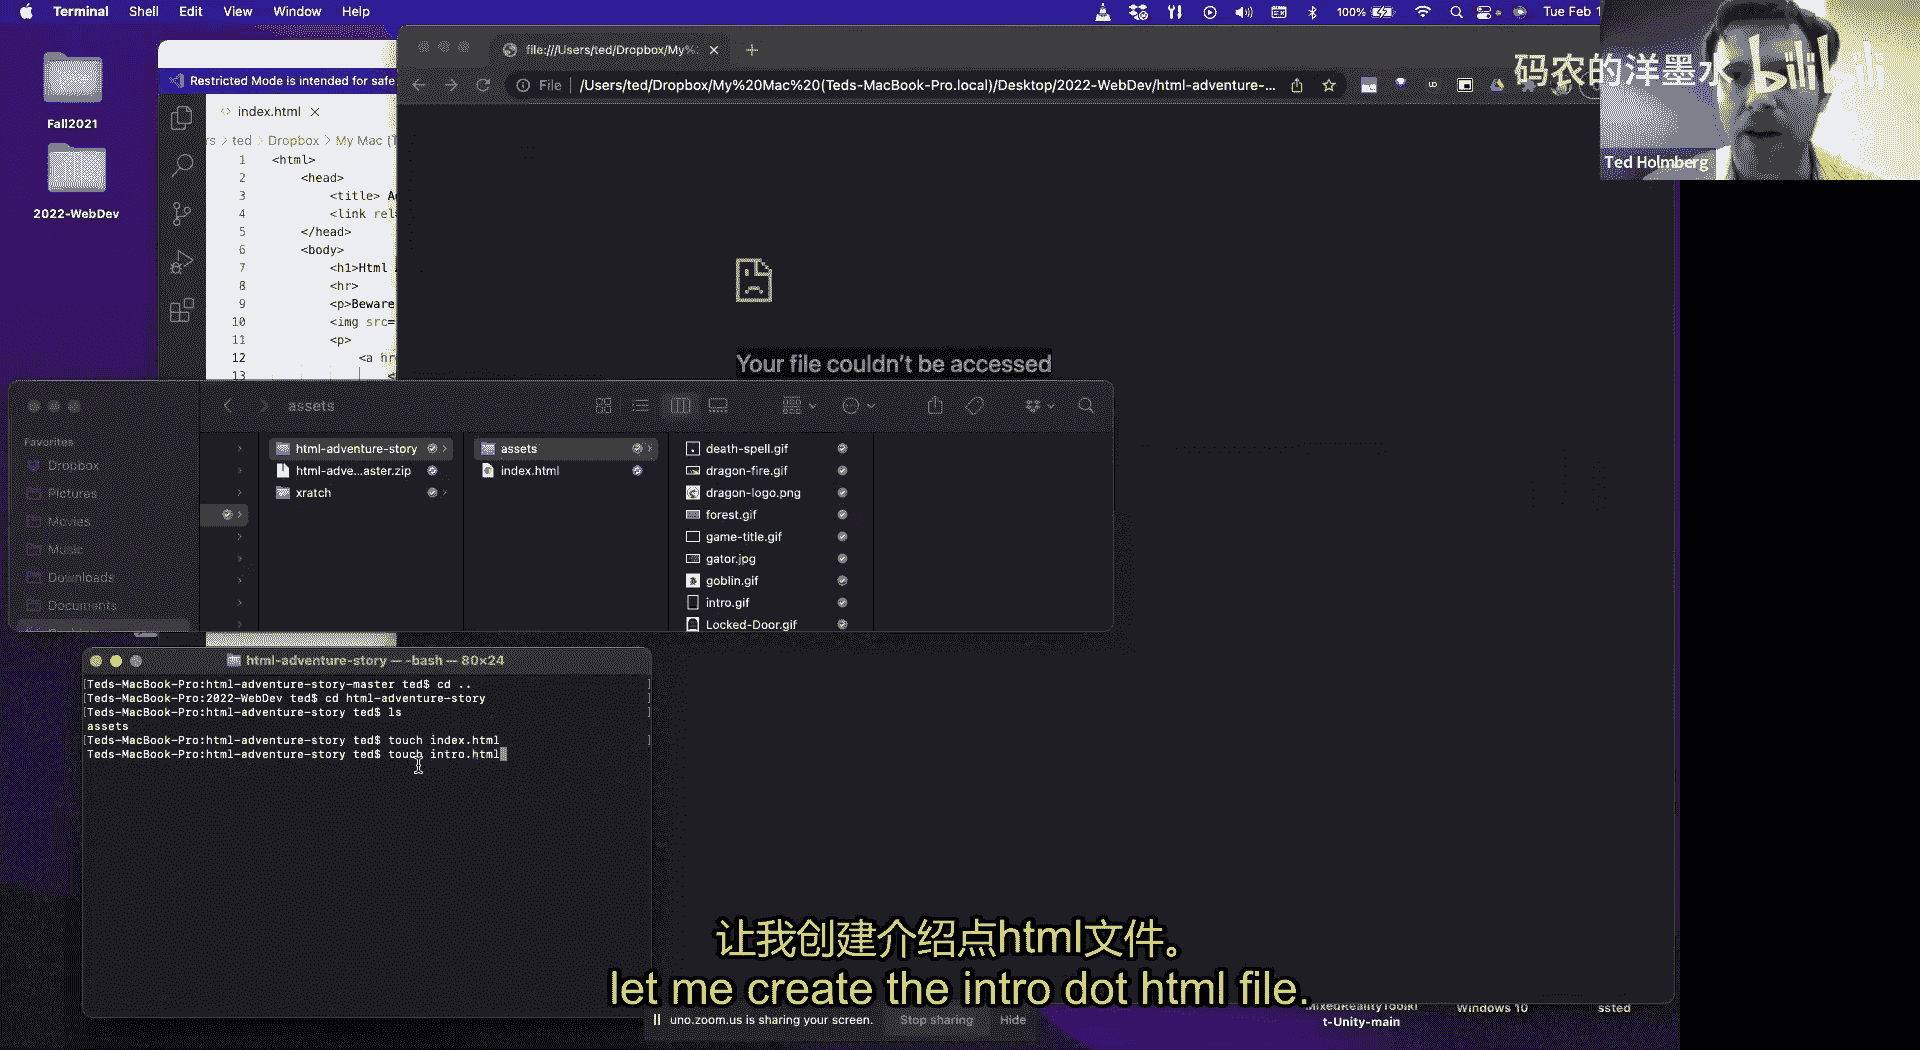 Terminal Shell Edit View Window Help 100% Tue Feb 1
Fall2021
2022-WebDev
Restricted Mode is intended for safe
index.html
rs > ted > Dropbox > My Mac (T
1 <html>
2 <head>
3 <title> A
4 <link rel=
5 </head>
6 <body>
7 <h1>Html
8 <hr>
9 <p>Beware
10 <img src=
11 <p>
12 <a hr
13
file:///Users/ted/Dropbox/My%
File /Users/ted/Dropbox/My%20Mac%20(Teds-MacBook-Pro.local)/Desktop/2022-WebDev/html-adventure-...
码农的洋墨水 bilibili
Ted Holmberg
Your file couldn't be accessed
assets
Favorites
Dropbox
Pictures
Movies
Music
Downloads
Documents
html-adventure-story
html-adve...aster.zip
xratch
assets
index.html
death-spell.gif
dragon-fire.gif
dragon-logo.png
forest.gif
game-title.gif
gator.jpg
goblin.gif
intro.gif
Locked-Door.gif
html-adventure-story — -bash — 80×24
[Teds-MacBook-Pro:html-adventure-story-master ted$ cd .. ]
[Teds-MacBook-Pro:2022-WebDev ted$ cd html-adventure-story ]
[Teds-MacBook-Pro:html-adventure-story ted$ ls ]
assets
[Teds-MacBook-Pro:html-adventure-story ted$ touch index.html ]
Teds-MacBook-Pro:html-adventure-story ted$ touch intro.html
让我创建介绍点html文件。
let me create the intro dot html file.
uno.zoom.us is sharing your screen. Stop sharing Hide
MixedRealityToolki
t-Unity-main
Windows 10
ssted